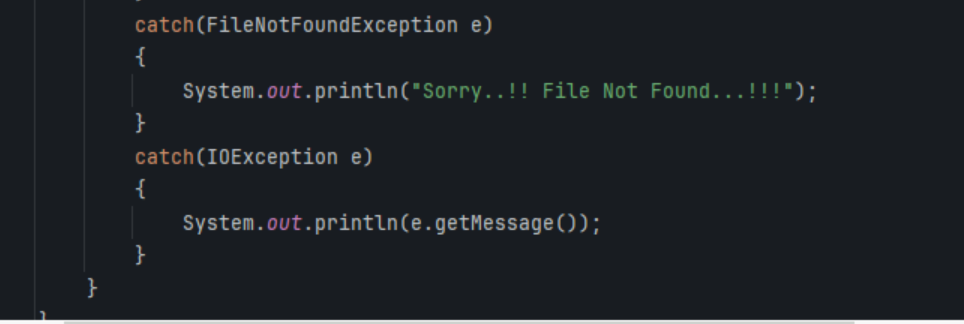 catch(FileNotFoundException e)
{
System.out.println("Sorry..!! File Not Found...!!!");
}
catch(IOException e)
{
System.out.println(e.getMessage());
}
}